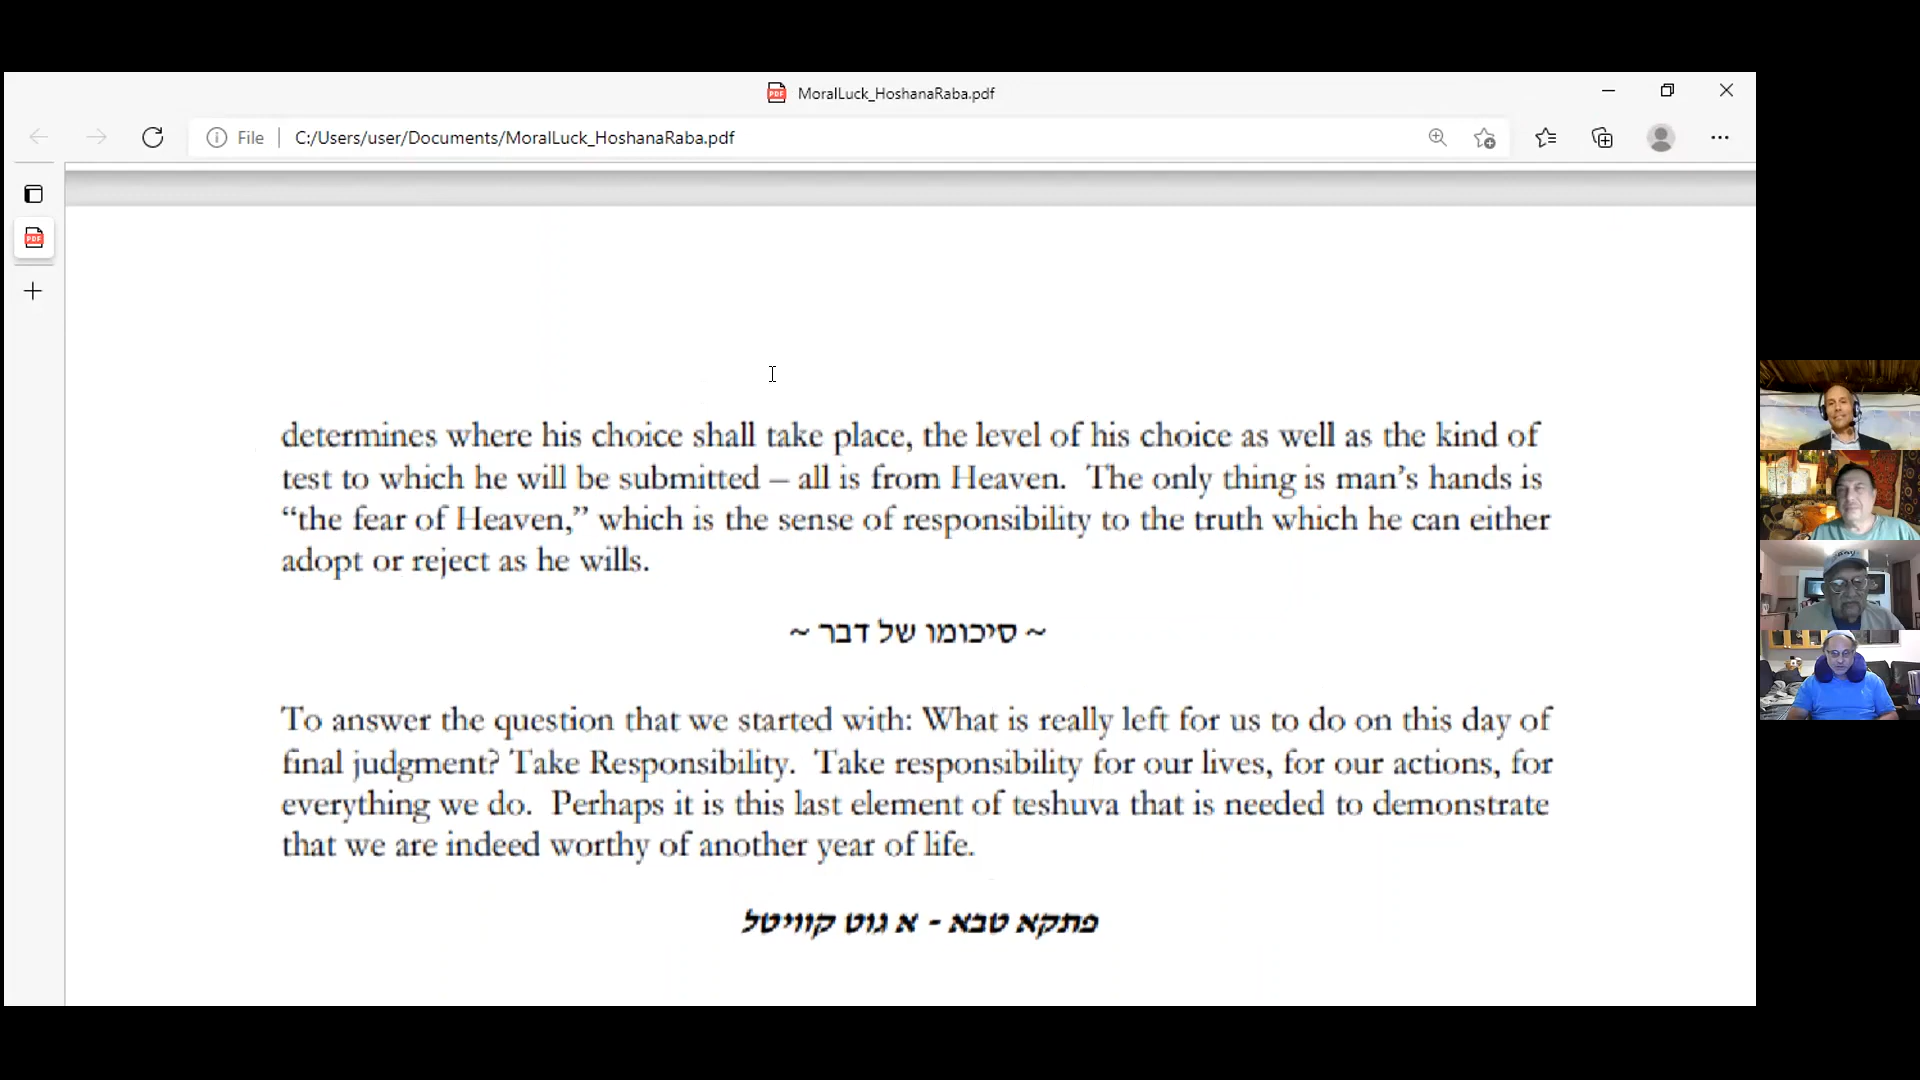 MoralLuck_HoshanaRaba.pdf
File
C:/Users/user/Documents/MoralLuck_HoshanaRaba.pdf
determines where his choice shall take place, the level of his choice as well as the kind of
test to which he will be submitted – all is from Heaven. The only thing is man’s hands is
“the fear of Heaven,” which is the sense of responsibility to the truth which he can either
adopt or reject as he wills.
~ סיכומו של דבר ~
To answer the question that we started with: What is really left for us to do on this day of
final judgment? Take Responsibility. Take responsibility for our lives, for our actions, for
everything we do. Perhaps it is this last element of teshuva that is needed to demonstrate
that we are indeed worthy of another year of life.
פתקא טבא - א גוט קוויטל